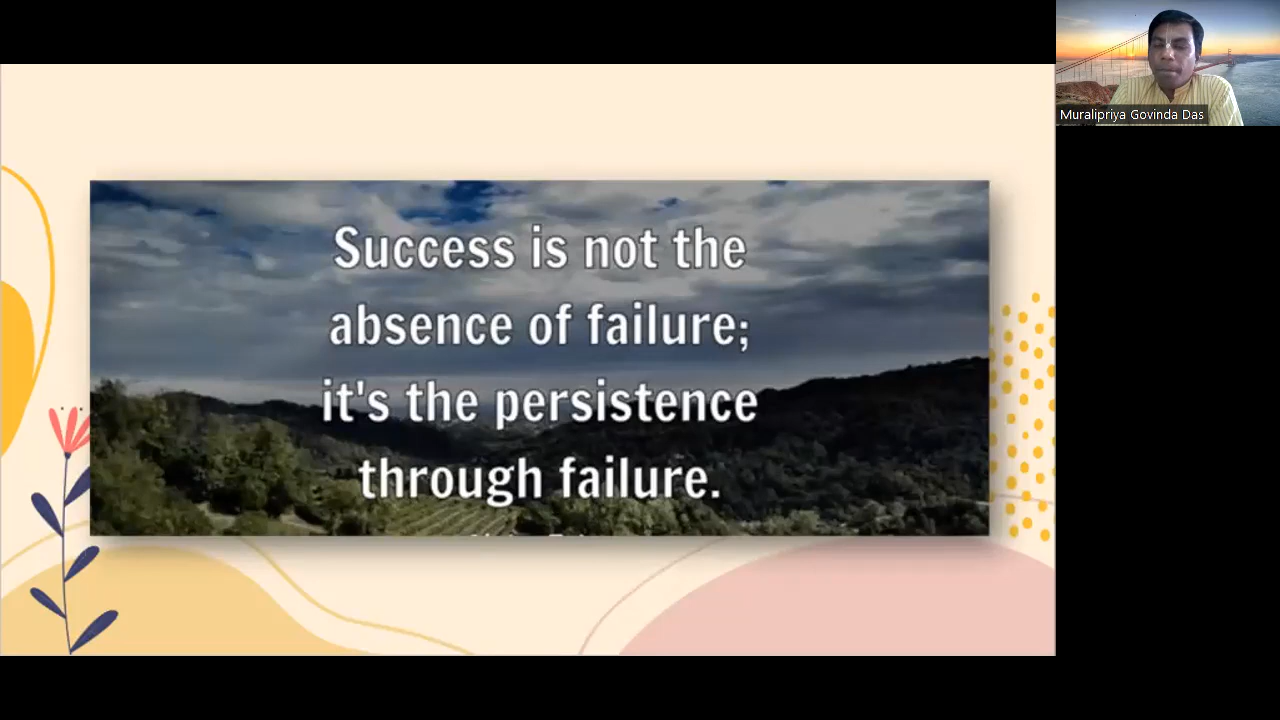 Muralipriya Govinda Das
Success is not the
absence of failure;
it's the persistence
through failure.